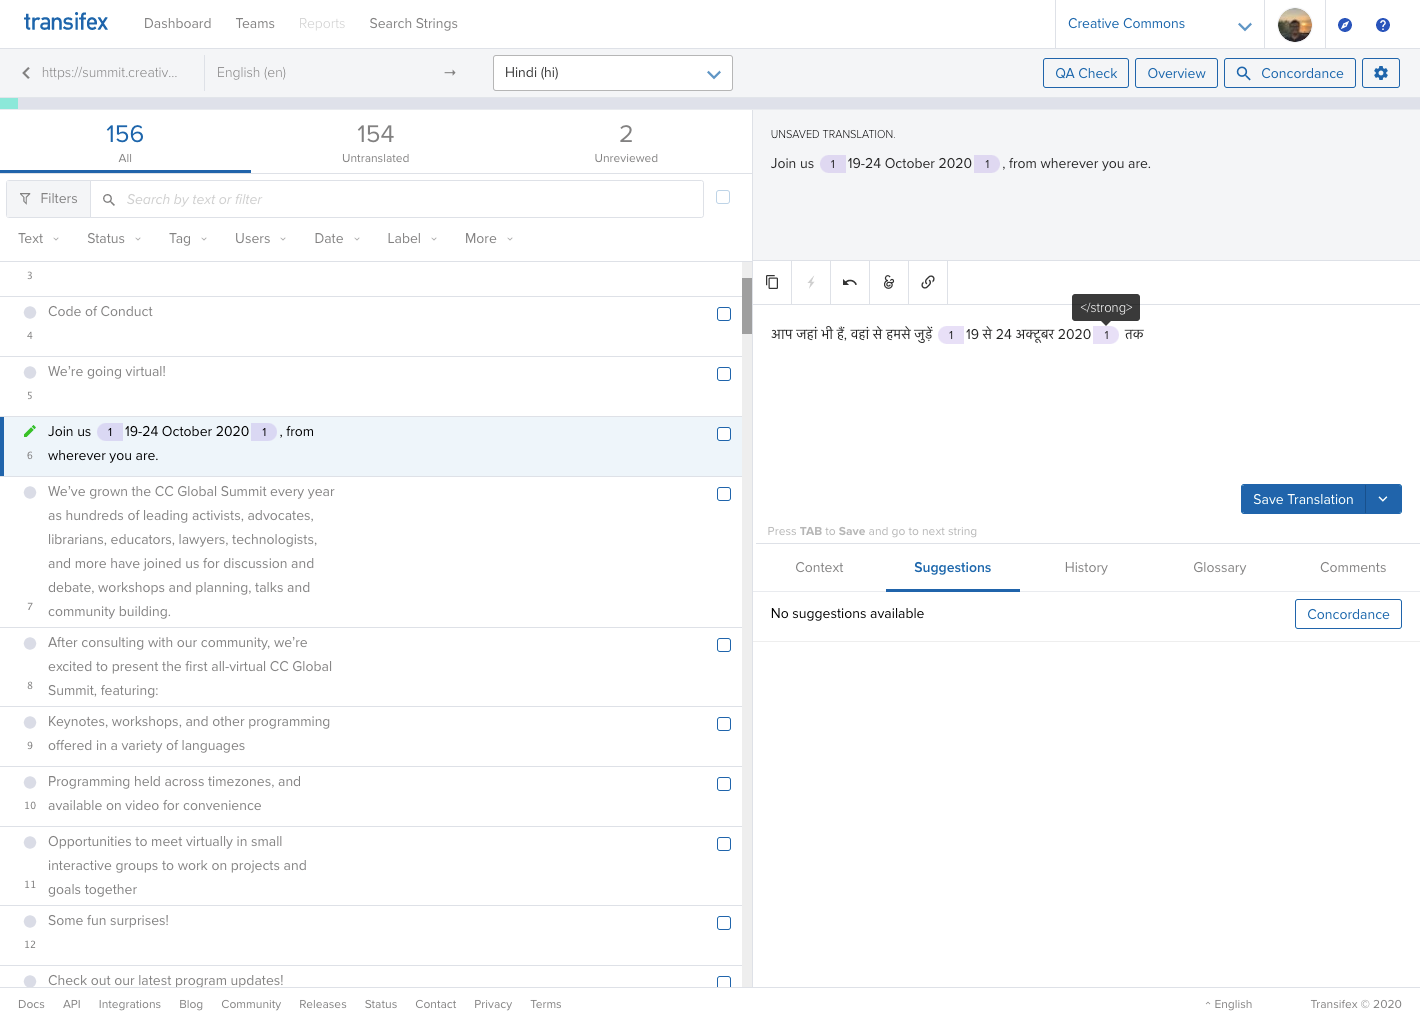 transifex Dashboard Teams Reports Search Strings Creative Commons
https://summit.creativ... English (en) → Hindi (hi) QA Check Overview Concordance
156 154 2
All Untranslated Unreviewed
Filters Search by text or filter
Text Status Tag Users Date Label More
3
Code of Conduct
4
We're going virtual!
5
Join us 1 19-24 October 2020 1 , from
6 wherever you are.
We've grown the CC Global Summit every year
as hundreds of leading activists, advocates,
librarians, educators, lawyers, technologists,
and more have joined us for discussion and
debate, workshops and planning, talks and
7 community building.
After consulting with our community, we're
excited to present the first all-virtual CC Global
8 Summit, featuring:
Keynotes, workshops, and other programming
9 offered in a variety of languages
Programming held across timezones, and
10 available on video for convenience
Opportunities to meet virtually in small
interactive groups to work on projects and
11 goals together
Some fun surprises!
12
Check out our latest program updates!
UNSAVED TRANSLATION.
Join us 1 19-24 October 2020 1 , from wherever you are.
</strong>
आप जहां भी हैं, वहां से हमसे जुड़ें 1 19 से 24 अक्टूबर 2020 1 तक
Save Translation
Press TAB to Save and go to next string
Context Suggestions History Glossary Comments
No suggestions available Concordance
Docs API Integrations Blog Community Releases Status Contact Privacy Terms English Transifex © 2020